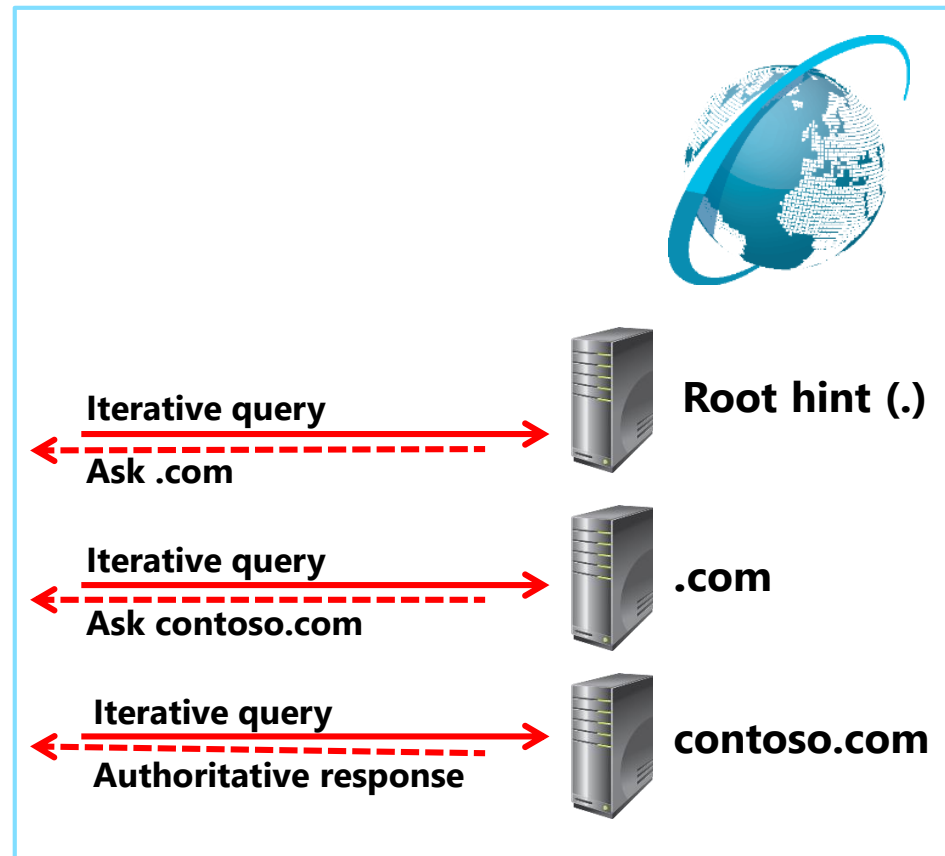 Root hint (.)
Iterative query
Ask .com
Iterative query
.com
Ask contoso.com
Iterative query
contoso.com
Authoritative response